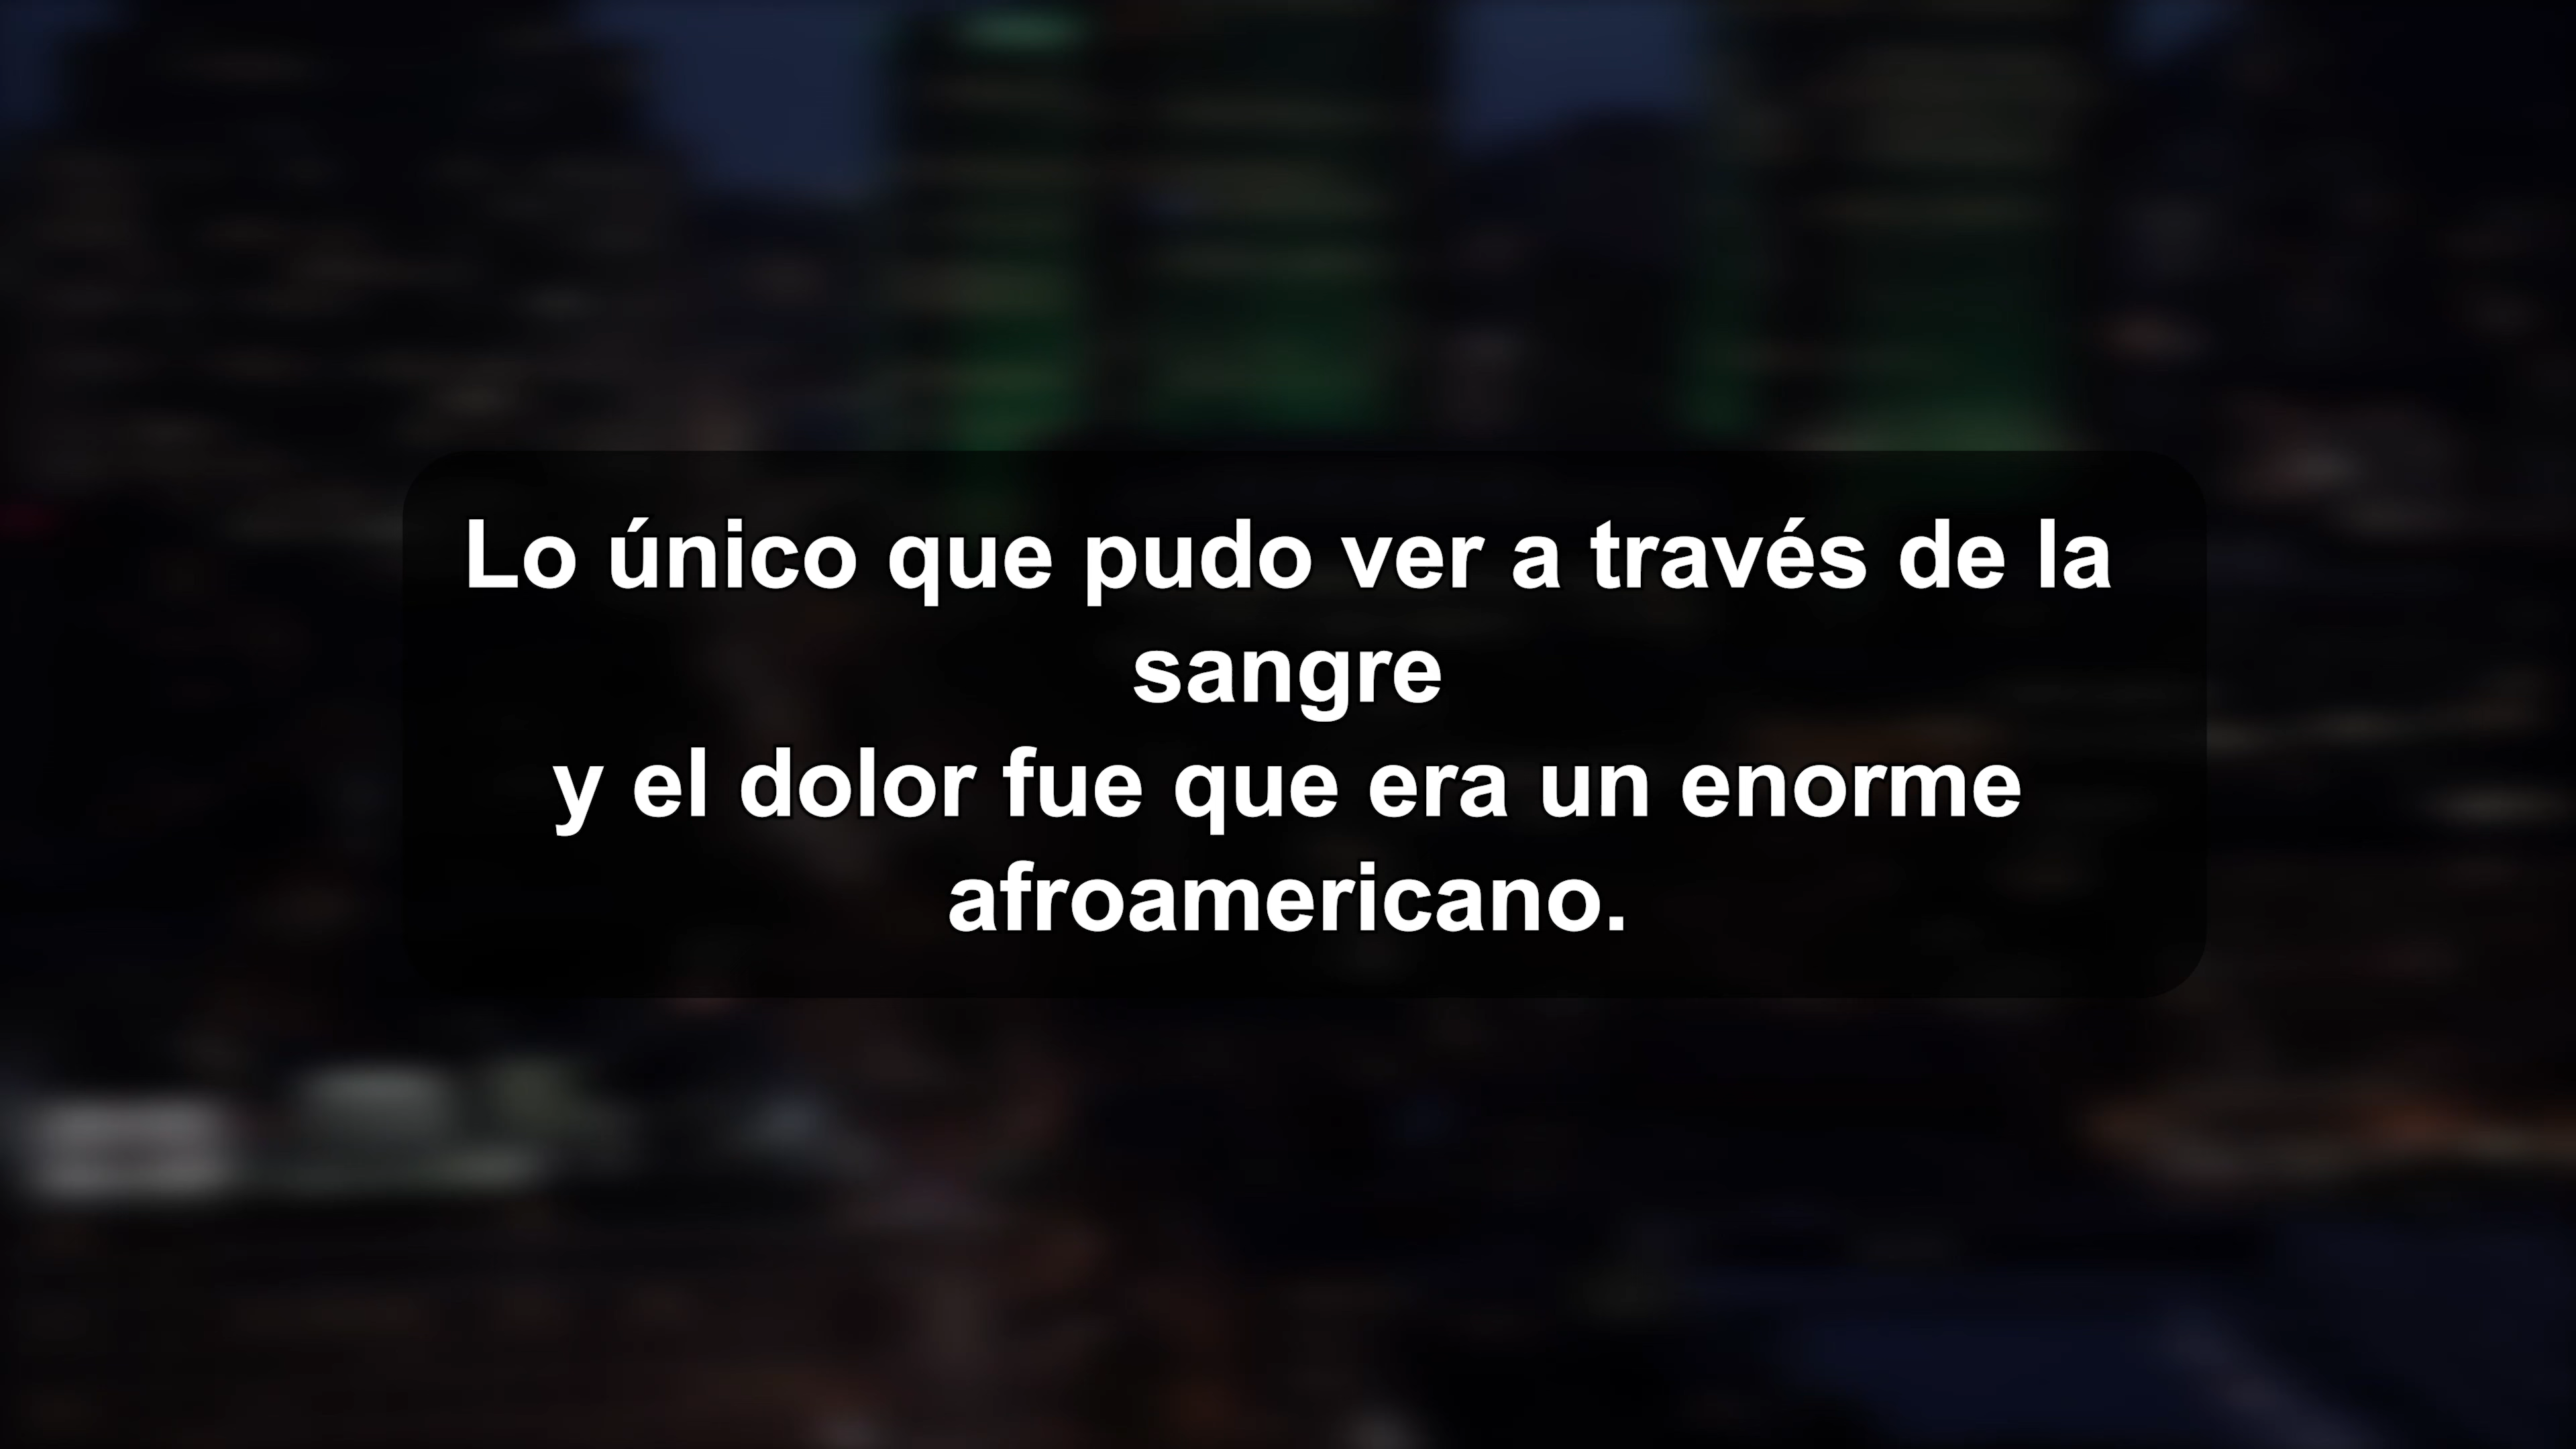 Lo único que pudo ver a través de la
sangre
y el dolor fue que era un enorme
afroamericano.